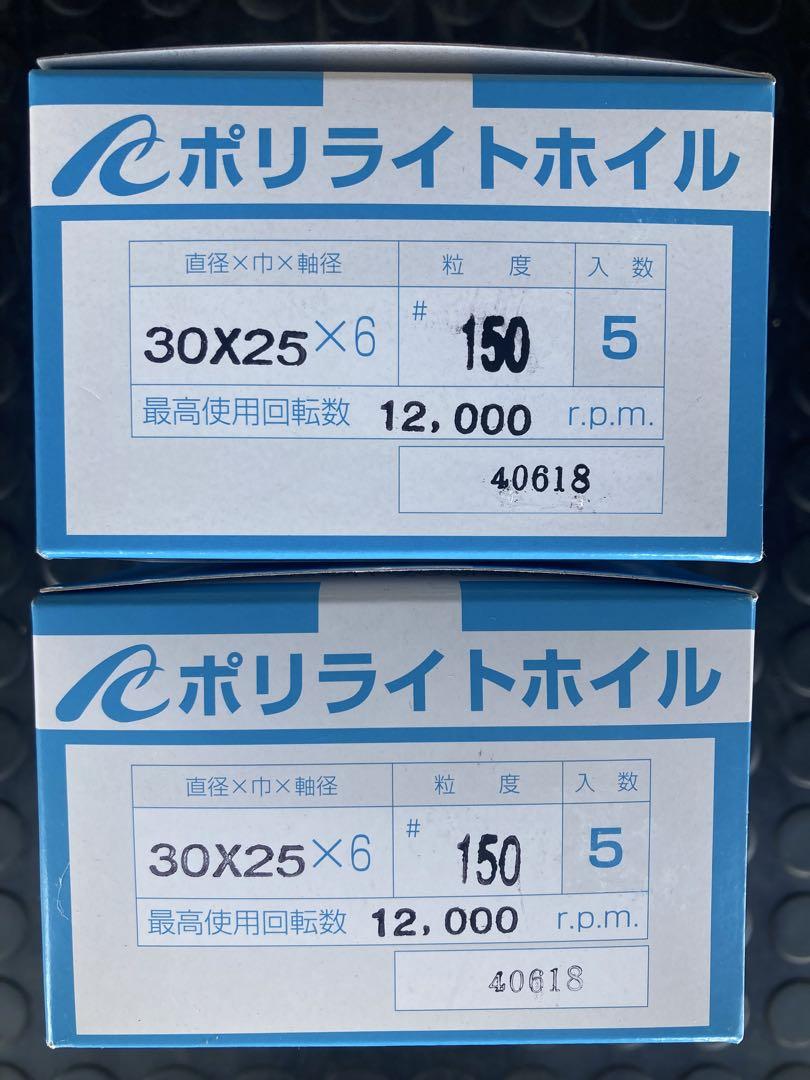 ポリライトホイル
直径×巾×軸径 粒度 入数
30X25×6 # 150 5
最高使用回転数 12,000 r.p.m.
40618
ポリライトホイル
直径×巾×軸径 粒度 入数
30X25×6 # 150 5
最高使用回転数 12,000 r.p.m.
40618